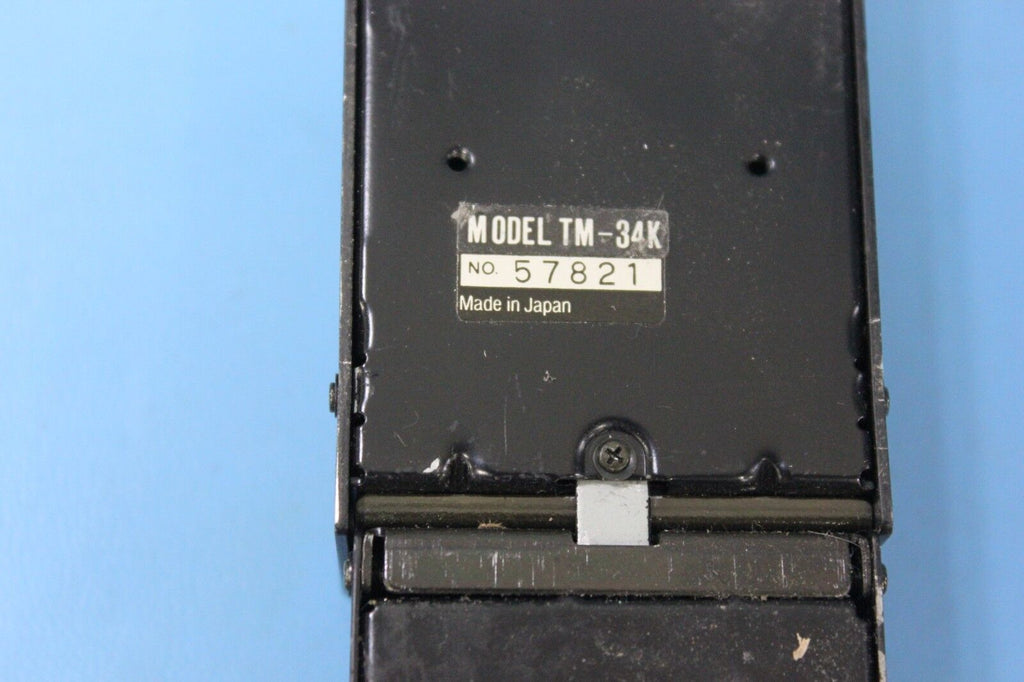 MODEL TM-34K
NO. 57821
Made in Japan